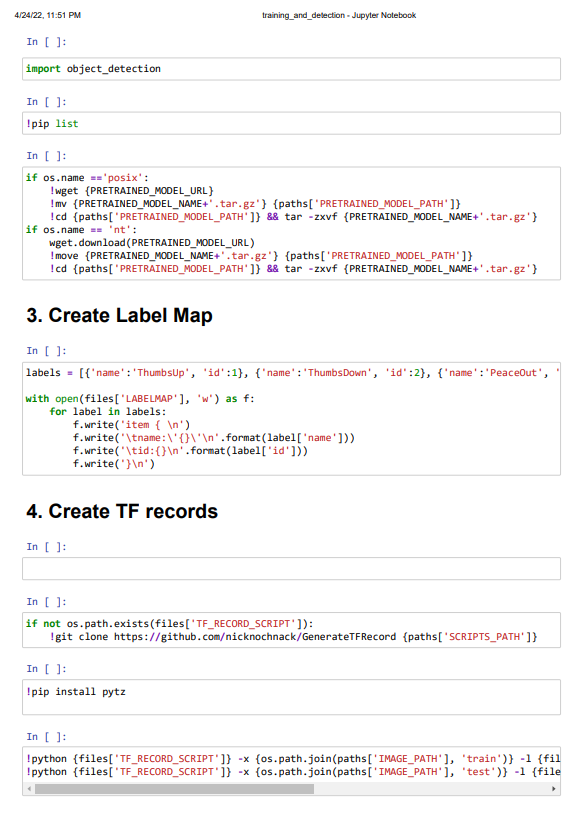 4/24/22, 11:51 PM training_and_detection - Jupyter Notebook
In [ ]:
import object_detection
In [ ]:
!pip list
In [ ]:
if os.name =='posix':
    !wget {PRETRAINED_MODEL_URL}
    !mv {PRETRAINED_MODEL_NAME+'.tar.gz'} {paths['PRETRAINED_MODEL_PATH']}
    !cd {paths['PRETRAINED_MODEL_PATH']} && tar -zxvf {PRETRAINED_MODEL_NAME+'.tar.gz'}
if os.name == 'nt':
    wget.download(PRETRAINED_MODEL_URL)
    !move {PRETRAINED_MODEL_NAME+'.tar.gz'} {paths['PRETRAINED_MODEL_PATH']}
    !cd {paths['PRETRAINED_MODEL_PATH']} && tar -zxvf {PRETRAINED_MODEL_NAME+'.tar.gz'}
3. Create Label Map
In [ ]:
labels = [{'name':'ThumbsUp', 'id':1}, {'name':'ThumbsDown', 'id':2}, {'name':'PeaceOut', '
with open(files['LABELMAP'], 'w') as f:
    for label in labels:
        f.write('item { \n')
        f.write('\tname:\'{}\'\n'.format(label['name']))
        f.write('\tid:{}\n'.format(label['id']))
        f.write('}\n')
4. Create TF records
In [ ]:
In [ ]:
if not os.path.exists(files['TF_RECORD_SCRIPT']):
    !git clone https://github.com/nicknochnack/GenerateTFRecord {paths['SCRIPTS_PATH']}
In [ ]:
!pip install pytz
In [ ]:
!python {files['TF_RECORD_SCRIPT']} -x {os.path.join(paths['IMAGE_PATH'], 'train')} -l {fil
!python {files['TF_RECORD_SCRIPT']} -x {os.path.join(paths['IMAGE_PATH'], 'test')} -l {file